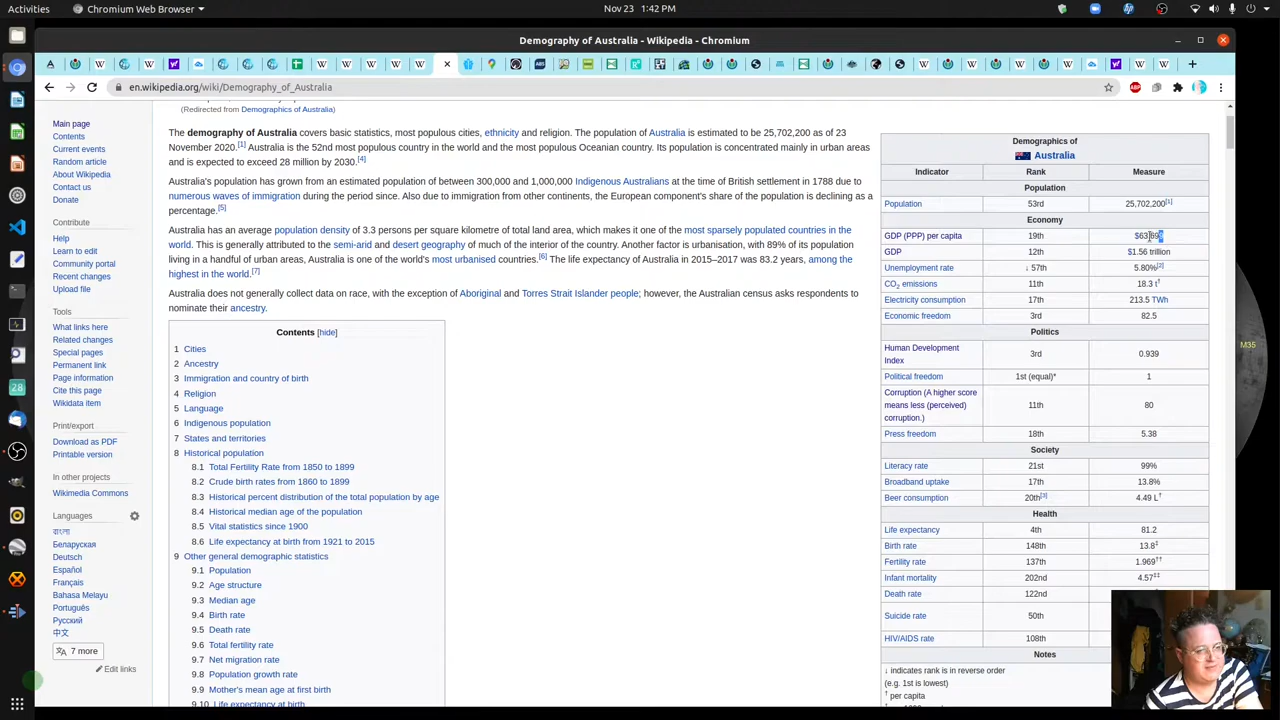 Activities
Chromium Web Browser
Nov 23 1:42 PM
Demography of Australia - Wikipedia - Chromium
en.wikipedia.org/wiki/Demography_of_Australia
(Redirected from Demographics of Australia)
Main page
Contents
Current events
Random article
About Wikipedia
Contact us
Donate
Contribute
Help
Learn to edit
Community portal
Recent changes
Upload file
Tools
What links here
Related changes
Special pages
Permanent link
Page information
Cite this page
Wikidata item
Print/export
Download as PDF
Printable version
In other projects
Wikimedia Commons
Languages
বাংলা
Беларуская
Deutsch
Español
Français
Bahasa Melayu
Português
Русский
中文
7 more
Edit links
The demography of Australia covers basic statistics, most populous cities, ethnicity and religion. The population of Australia is estimated to be 25,702,200 as of 23
November 2020.[1] Australia is the 52nd most populous country in the world and the most populous Oceanian country. Its population is concentrated mainly in urban areas
and is expected to exceed 28 million by 2030.[4]
Australia's population has grown from an estimated population of between 300,000 and 1,000,000 Indigenous Australians at the time of British settlement in 1788 due to
numerous waves of immigration during the period since. Also due to immigration from other continents, the European component's share of the population is declining as a
percentage.[5]
Australia has an average population density of 3.3 persons per square kilometre of total land area, which makes it one of the most sparsely populated countries in the
world. This is generally attributed to the semi-arid and desert geography of much of the interior of the country. Another factor is urbanisation, with 89% of its population
living in a handful of urban areas, Australia is one of the world's most urbanised countries.[6] The life expectancy of Australia in 2015–2017 was 83.2 years, among the
highest in the world.[7]
Australia does not generally collect data on race, with the exception of Aboriginal and Torres Strait Islander people; however, the Australian census asks respondents to
nominate their ancestry.
Contents [hide]
1 Cities
2 Ancestry
3 Immigration and country of birth
4 Religion
5 Language
6 Indigenous population
7 States and territories
8 Historical population
8.1 Total Fertility Rate from 1850 to 1899
8.2 Crude birth rates from 1860 to 1899
8.3 Historical percent distribution of the total population by age
8.4 Historical median age of the population
8.5 Vital statistics since 1900
8.6 Life expectancy at birth from 1921 to 2015
9 Other general demographic statistics
9.1 Population
9.2 Age structure
9.3 Median age
9.4 Birth rate
9.5 Death rate
9.6 Total fertility rate
9.7 Net migration rate
9.8 Population growth rate
9.9 Mother's mean age at first birth
9.10 Life expectancy at birth
Demographics of
Australia
Indicator Rank Measure
Population
Population 53rd 25,702,200[1]
Economy
GDP (PPP) per capita 19th
GDP 12th $1.56 trillion
Unemployment rate ↓ 57th 5.80%[2]
CO2 emissions 11th 18.3 t†
Electricity consumption 17th 213.5 TWh
Economic freedom 3rd 82.5
Politics
Human Development
Index 3rd 0.939
Political freedom 1st (equal)* 1
Corruption (A higher score
means less (perceived)
corruption.) 11th 80
Press freedom 18th 5.38
Society
Literacy rate 21st 99%
Broadband uptake 17th 13.8%
Beer consumption 20th[3] 4.49 L†
Health
Life expectancy 4th 81.2
Birth rate 148th 13.8‡
Fertility rate 137th 1.969††
Infant mortality 202nd 4.57‡‡
Death rate 122nd
Suicide rate 50th
HIV/AIDS rate 108th
Notes
↓ indicates rank is in reverse order
(e.g. 1st is lowest)
† per capita
M35
28